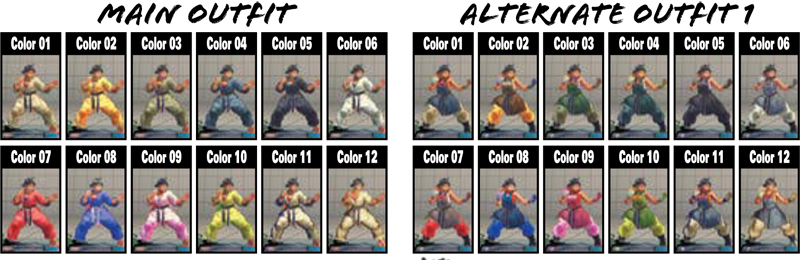 MAIN OUTFIT
ALTERNATE OUTFIT 1
Color 01 Color 02 Color 03 Color 04 Color 05 Color 06
Color 01 Color 02 Color 03 Color 04 Color 05 Color 06
Color 07 Color 08 Color 09 Color 10 Color 11 Color 12
Color 07 Color 08 Color 09 Color 10 Color 11 Color 12